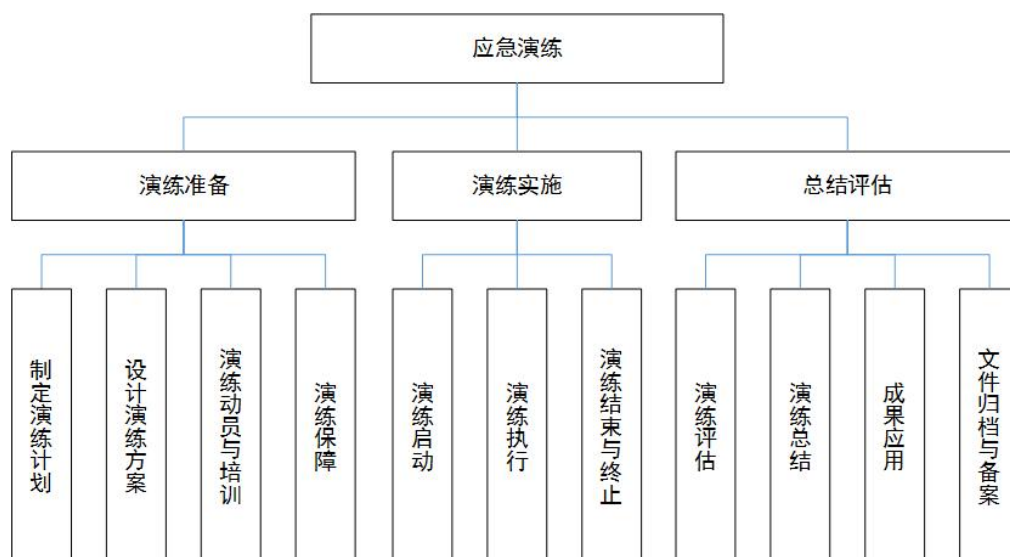 应急演练
演练准备
演练实施
总结评估
制定演练计划
设计演练方案
演练动员与培训
演练保障
演练启动
演练执行
演练结束与终止
演练评估
演练总结
成果应用
文件归档与备案